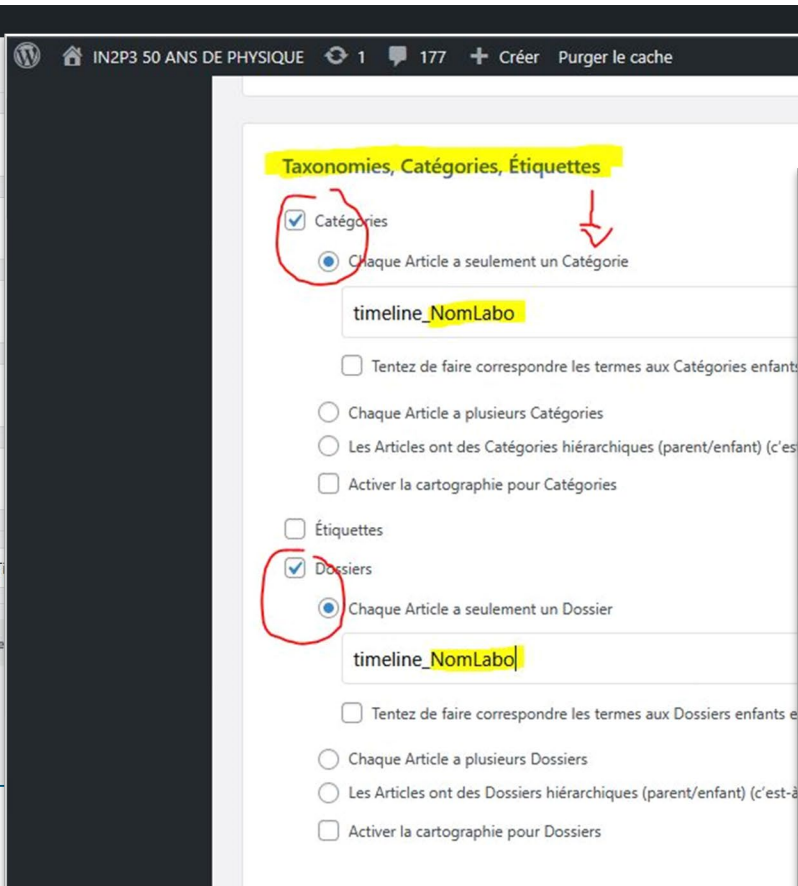 IN2P3 50 ANS DE PHYSIQUE 1 177 + Créer Purger le cache
Taxonomies, Catégories, Étiquettes
Catégories
Chaque Article a seulement un Catégorie
timeline_NomLabo
Tentez de faire correspondre les termes aux Catégories enfants
Chaque Article a plusieurs Catégories
Les Articles ont des Catégories hiérarchiques (parent/enfant) (c'es
Activer la cartographie pour Catégories
Étiquettes
Dossiers
Chaque Article a seulement un Dossier
timeline_NomLabo
Tentez de faire correspondre les termes aux Dossiers enfants e
Chaque Article a plusieurs Dossiers
Les Articles ont des Dossiers hiérarchiques (parent/enfant) (c'est-à
Activer la cartographie pour Dossiers